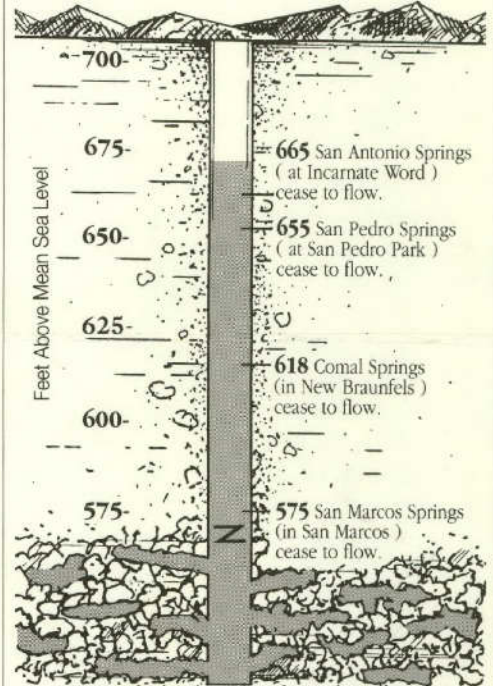 700-
675-
650-
625-
600-
575-
Feet Above Mean Sea Level
665 San Antonio Springs
( at Incarnate Word )
cease to flow.
655 San Pedro Springs
( at San Pedro Park )
cease to flow.
618 Comal Springs
(in New Braunfels )
cease to flow.
575 San Marcos Springs
(in San Marcos )
cease to flow.